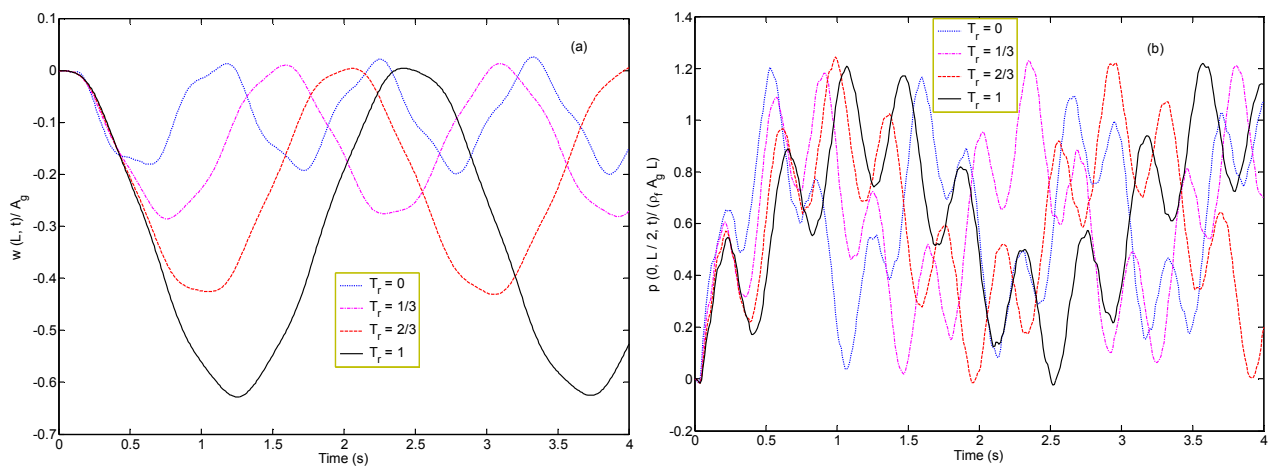 0.1
0
-0.1
-0.2
-0.3
-0.4
-0.5
-0.6
-0.7
w (L, t)/ A_g
0 0.5 1 1.5 2 2.5 3 3.5 4
Time (s)
(a)
T_r = 0
T_r = 1/3
T_r = 2/3
T_r = 1
1.4
1.2
1
0.8
0.6
0.4
0.2
0
-0.2
p (0, L / 2, t)/ (ρ_f A_g L)
0 0.5 1 1.5 2 2.5 3 3.5 4
Time (s)
(b)
T_r = 0
T_r = 1/3
T_r = 2/3
T_r = 1